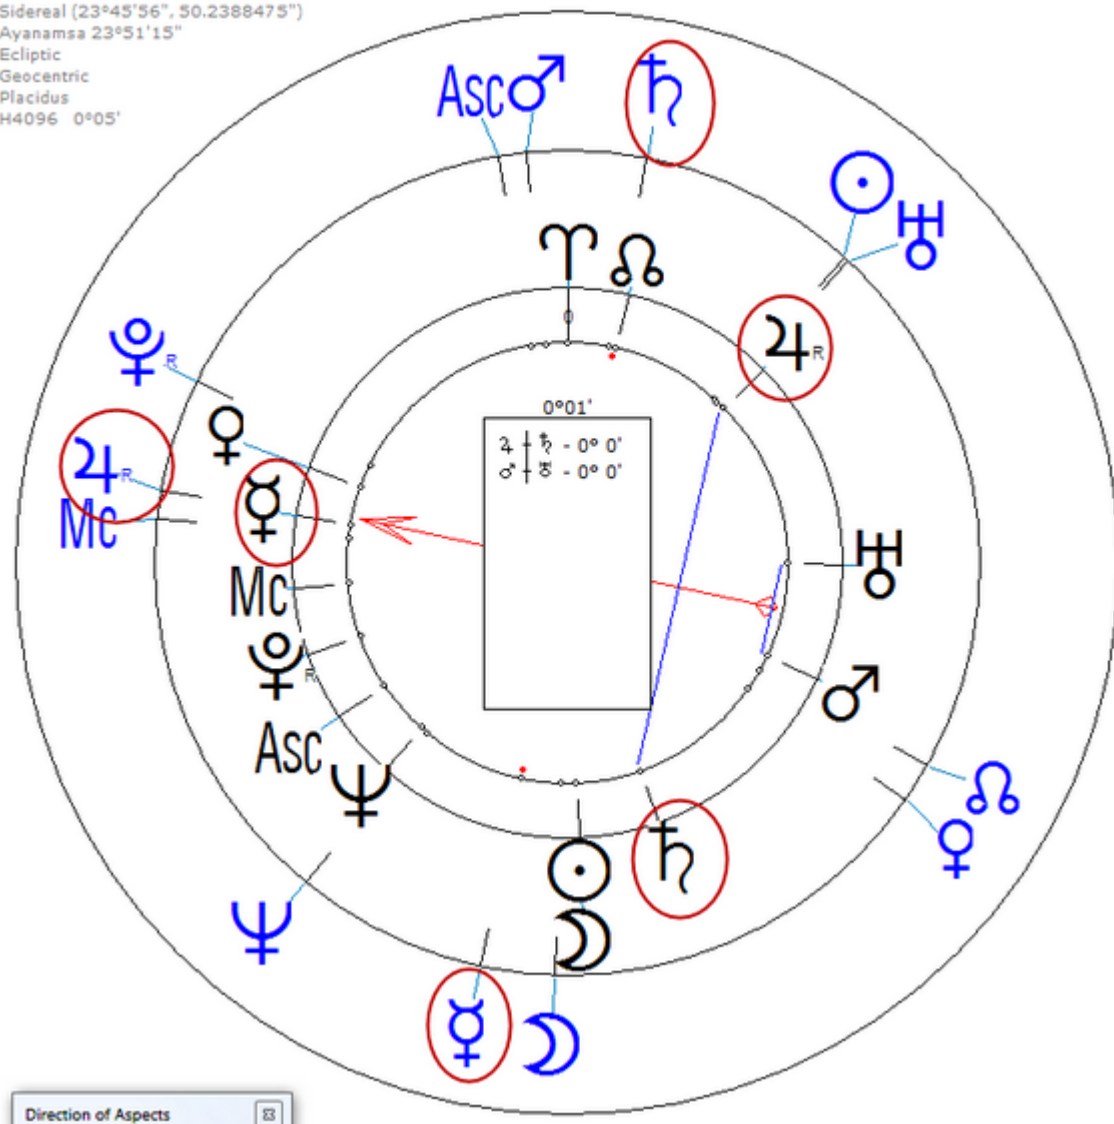 Sidereal (23°45'56", 50.2388475")
Ayanamsa 23°51'15"
Ecliptic
Geocentric
Placidus
H4096 0°05'
Asc ♂ ♄
☉ ♅
♈ ☊
0
♇ R
♃ R
♀
0°01'
♃ ♄ - 0° 0'
♂ ♅ - 0° 0'
♃ R
☿
Mc
♅
Mc
♇ R
♂
Asc
♆
☊
♀
☉ ♄
♆
☽
☿ ☽
Direction of Aspects